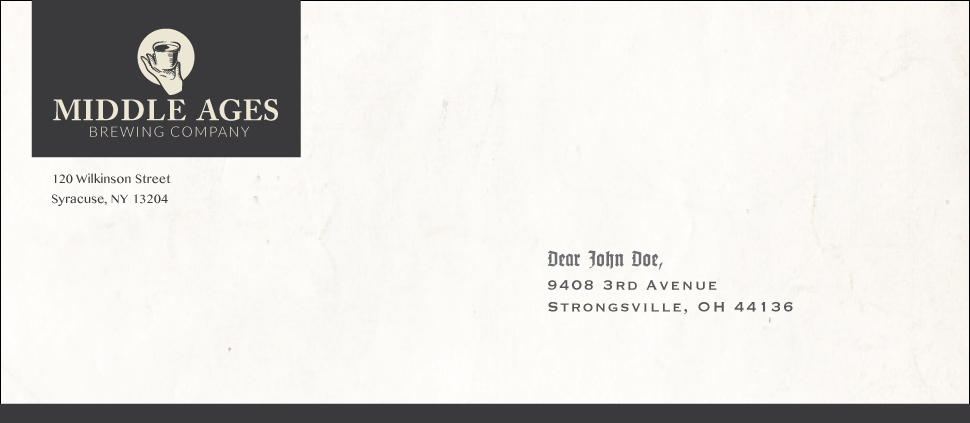 MIDDLE AGES
BREWING COMPANY
120 Wilkinson Street
Syracuse, NY 13204
Dear John Doe,
9408 3rd Avenue
Strongsville, OH 44136